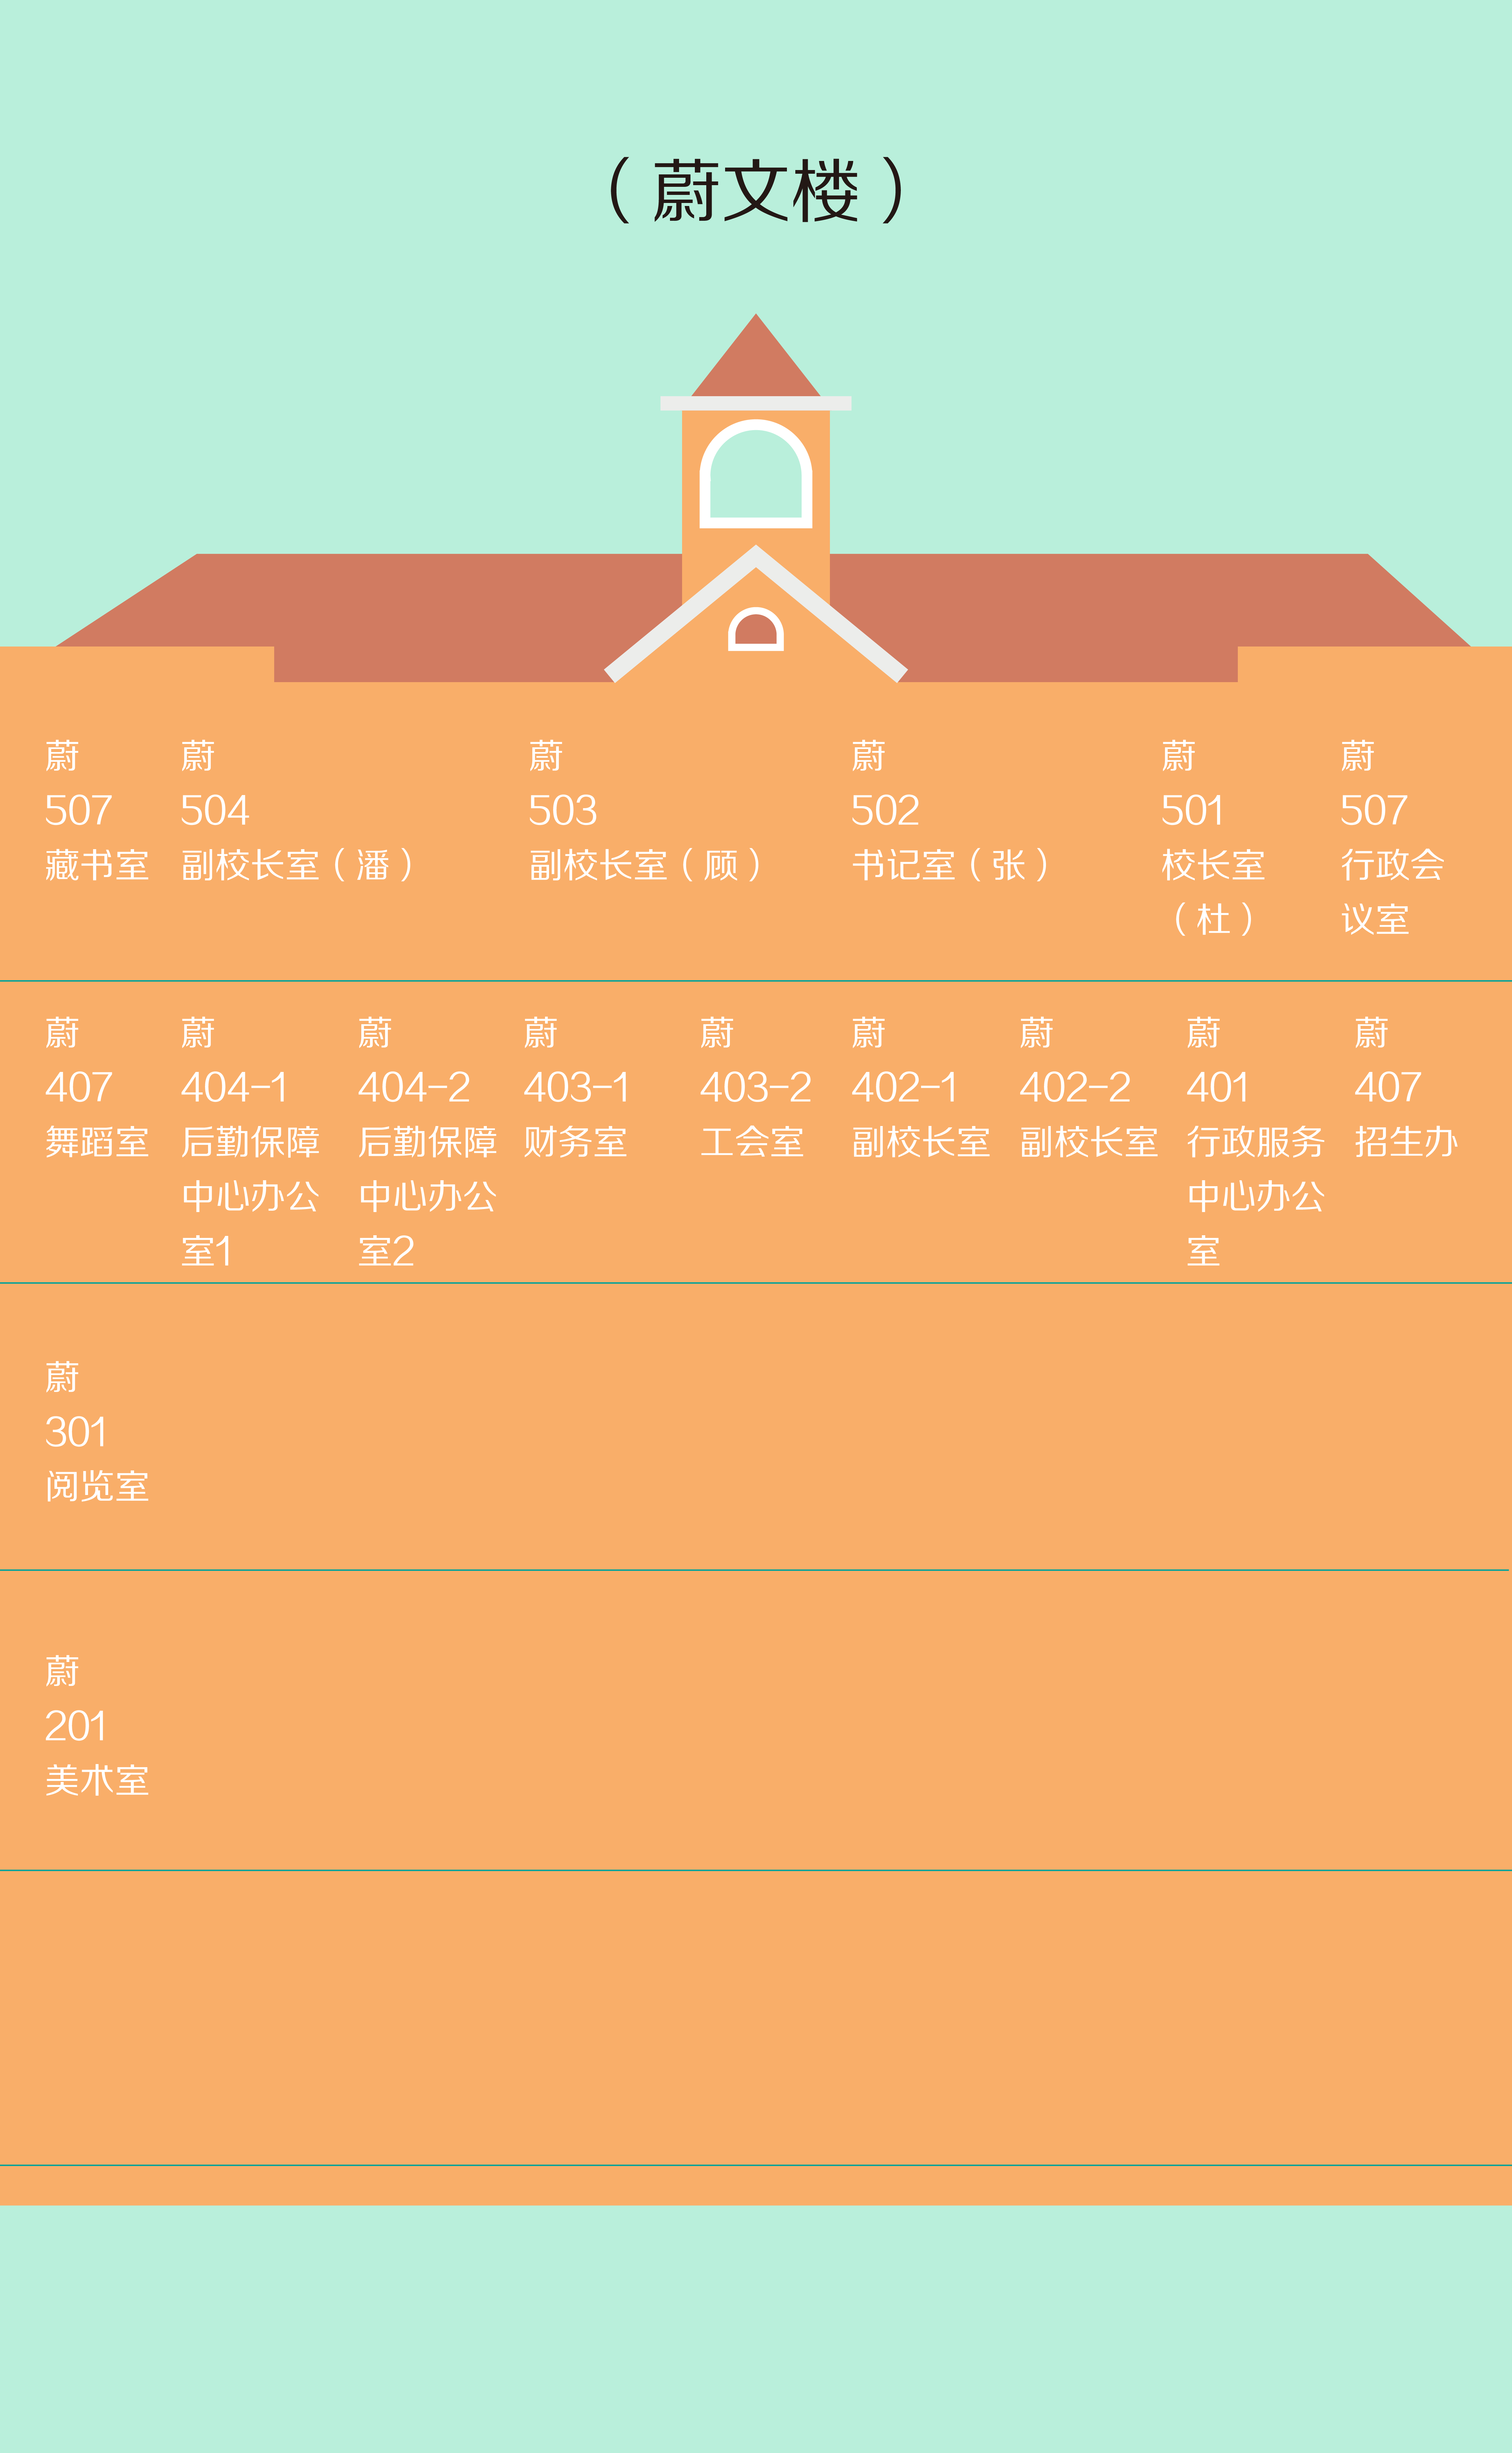 （蔚文楼）
蔚
507
藏书室
蔚
504
副校长室（潘）
蔚
503
副校长室（顾）
蔚
502
书记室（张）
蔚
501
校长室
（杜）
蔚
507
行政会
议室
蔚
407
舞蹈室
蔚
404-1
后勤保障
中心办公
室1
蔚
404-2
后勤保障
中心办公
室2
蔚
403-1
财务室
蔚
403-2
工会室
蔚
402-1
副校长室
蔚
402-2
副校长室
蔚
401
行政服务
中心办公
室
蔚
407
招生办
蔚
301
阅览室
蔚
201
美术室